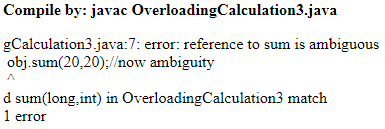 Compile by: javac OverloadingCalculation3.java
gCalculation3.java:7: error: reference to sum is ambiguous
obj.sum(20,20);//now ambiguity
^
d sum(long,int) in OverloadingCalculation3 match
1 error